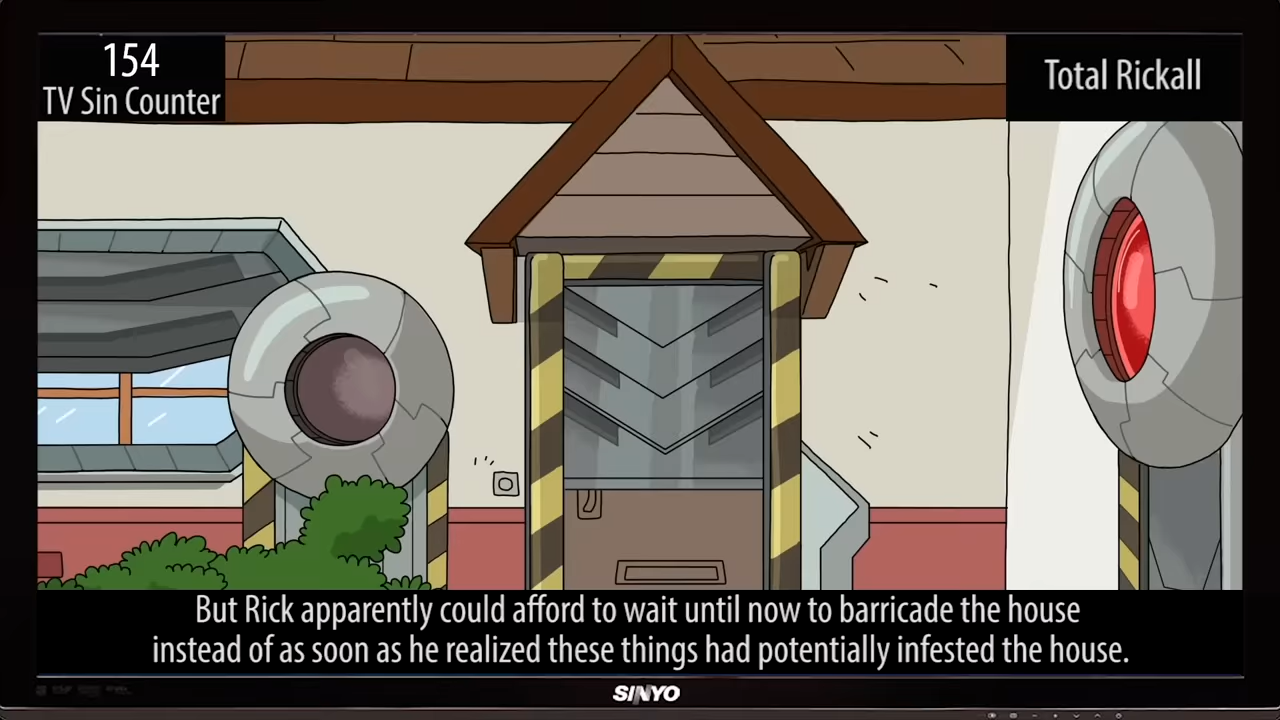 154
TV Sin Counter
Total Rickall
But Rick apparently could afford to wait until now to barricade the house
instead of as soon as he realized these things had potentially infested the house.
SINYO